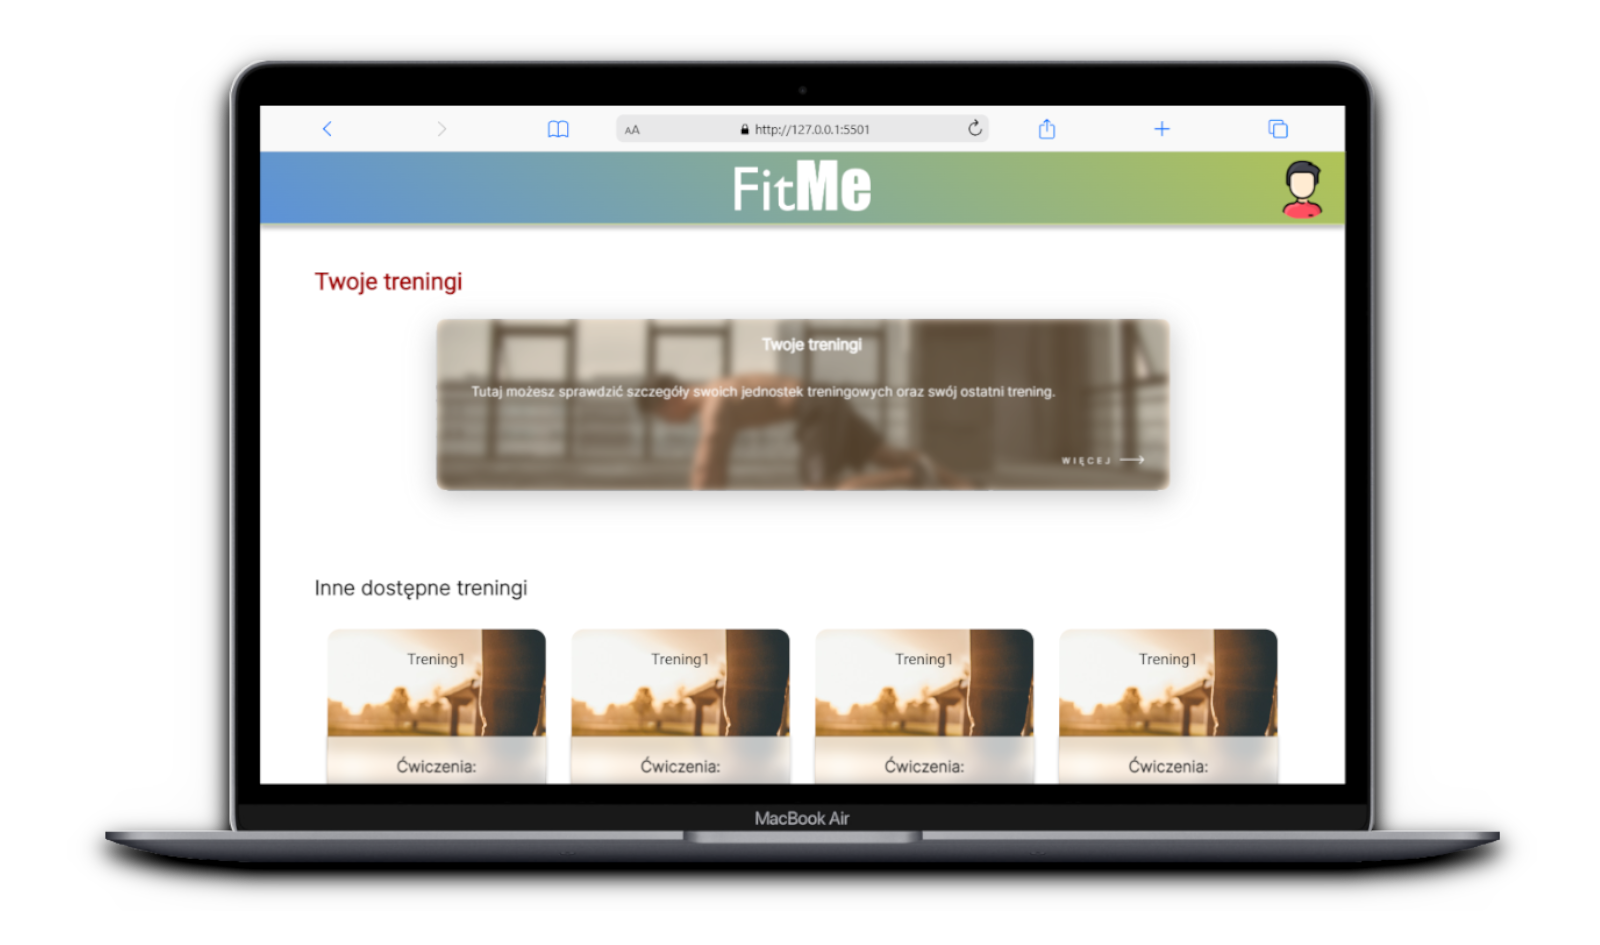 AA http://127.0.0.1:5501
FitMe
Twoje treningi
Twoje treningi
Tutaj możesz sprawdzić szczegóły swoich jednostek treningowych oraz swój ostatni trening.
WIĘCEJ
Inne dostępne treningi
Trening1 Trening1 Trening1 Trening1
Ćwiczenia: Ćwiczenia: Ćwiczenia: Ćwiczenia:
MacBook Air